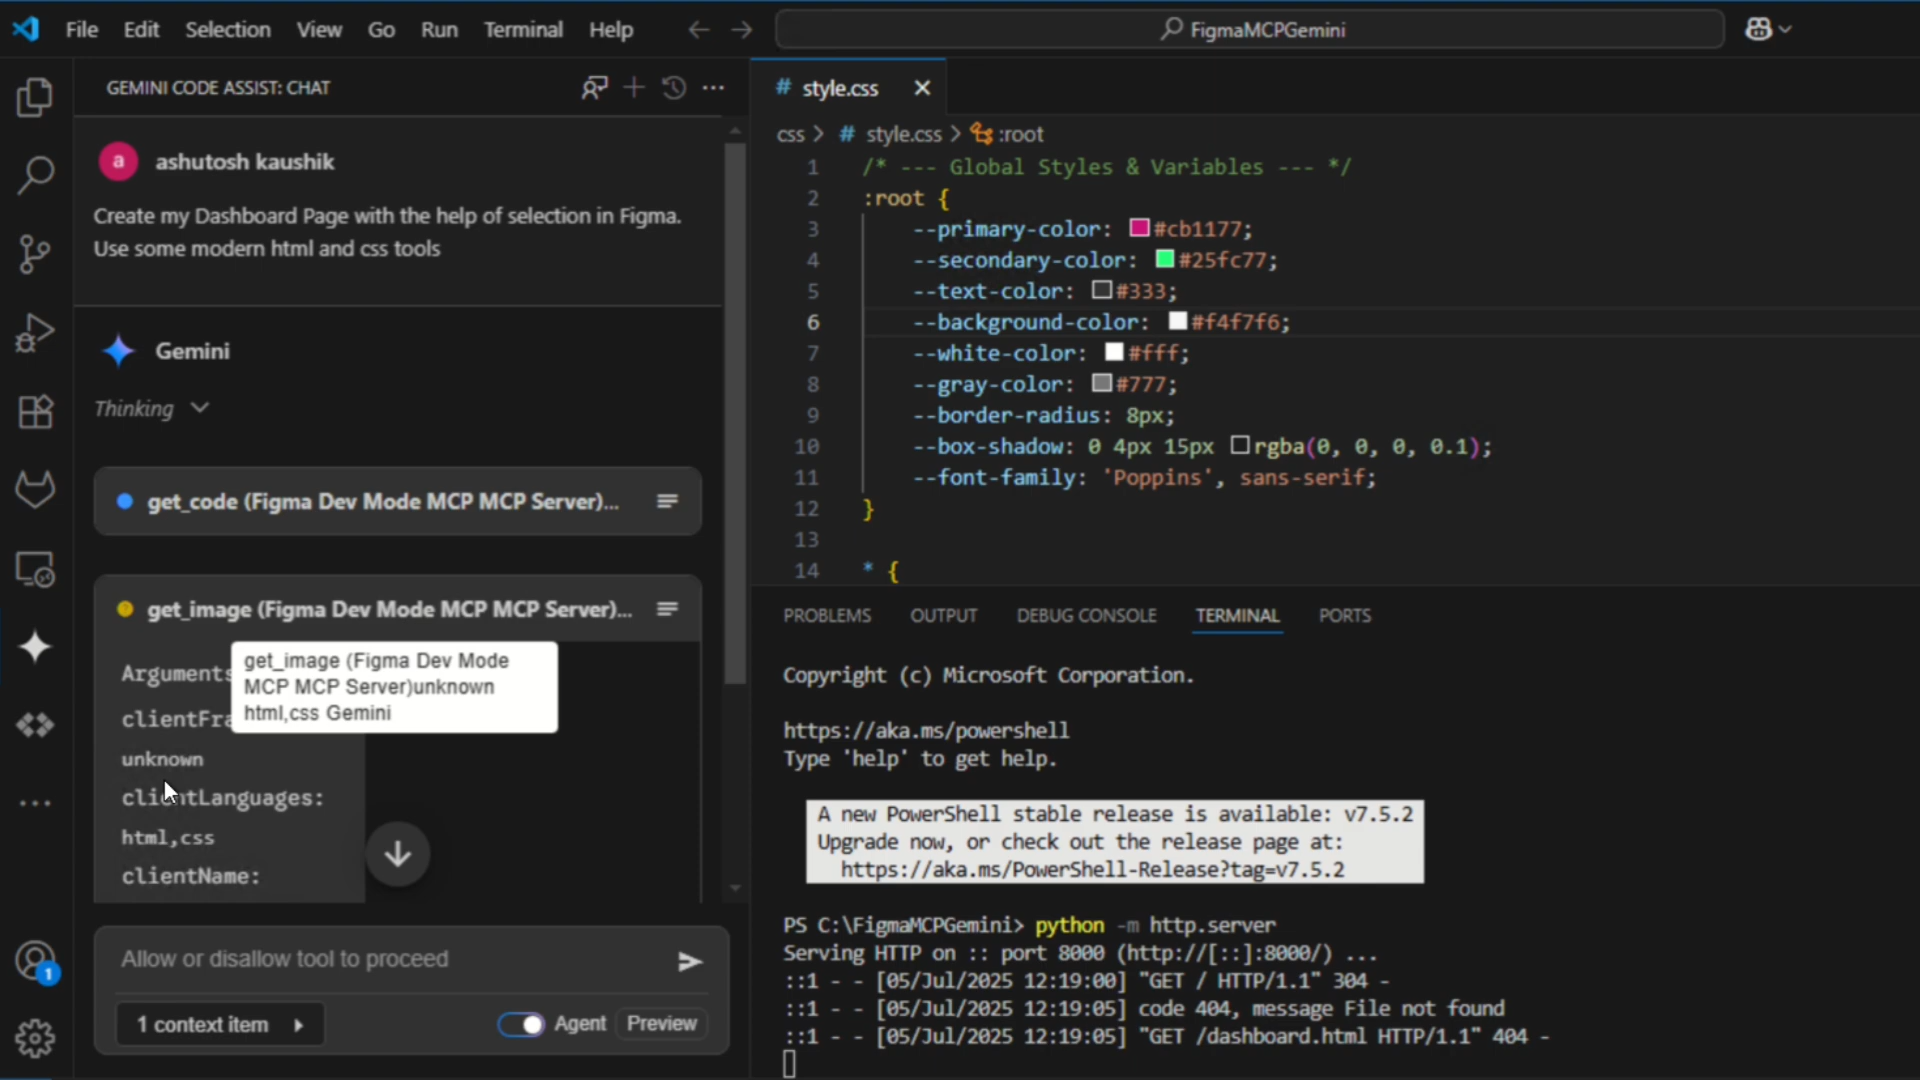 File Edit Selection View Go Run Terminal Help
FigmaMCPGemini
GEMINI CODE ASSIST: CHAT
a ashutosh kaushik
Create my Dashboard Page with the help of selection in Figma.
Use some modern html and css tools
Gemini
Thinking
get_code (Figma Dev Mode MCP MCP Server)...
get_image (Figma Dev Mode MCP MCP Server)...
get_image (Figma Dev Mode
MCP MCP Server)unknown
html,css Gemini
Arguments
clientFra
unknown
clientLanguages:
html,css
clientName:
Allow or disallow tool to proceed
1 context item
Agent Preview
1
# style.css
css > # style.css > :root
1 /* --- Global Styles & Variables --- */
2 :root {
3 --primary-color: #cb1177;
4 --secondary-color: #25fc77;
5 --text-color: #333;
6 --background-color: #f4f7f6;
7 --white-color: #fff;
8 --gray-color: #777;
9 --border-radius: 8px;
10 --box-shadow: 0 4px 15px rgba(0, 0, 0, 0.1);
11 --font-family: 'Poppins', sans-serif;
12 }
13
14 * {
PROBLEMS OUTPUT DEBUG CONSOLE TERMINAL PORTS
Copyright (c) Microsoft Corporation.
https://aka.ms/powershell
Type 'help' to get help.
A new PowerShell stable release is available: v7.5.2
Upgrade now, or check out the release page at:
https://aka.ms/PowerShell-Release?tag=v7.5.2
PS C:\FigmaMCPGemini> python -m http.server
Serving HTTP on :: port 8000 (http://[::]:8000/) ...
::1 - - [05/Jul/2025 12:19:00] "GET / HTTP/1.1" 304 -
::1 - - [05/Jul/2025 12:19:05] code 404, message File not found
::1 - - [05/Jul/2025 12:19:05] "GET /dashboard.html HTTP/1.1" 404 -